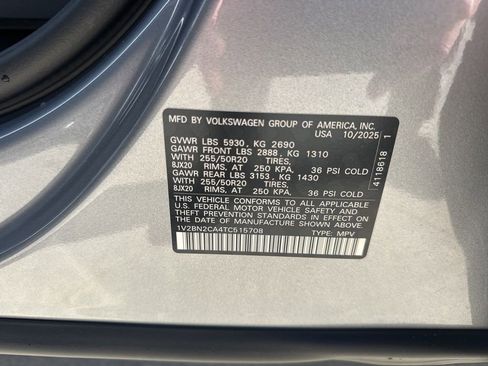 MFD BY VOLKSWAGEN GROUP OF AMERICA, INC.
USA 10/2025
GVWR LBS 5930, KG 2690
GAWR FRONT LBS 2888, KG 1310
WITH 255/50R20 TIRES,
8JX20 RIMS, AT 250 KPA, 36 PSI COLD
GAWR REAR LBS 3153, KG 1430
WITH 255/50R20 TIRES,
8JX20 RIMS, AT 250 KPA, 36 PSI COLD
THIS VEHICLE CONFORMS TO ALL APPLICABLE
U.S. FEDERAL MOTOR VEHICLE SAFETY AND
THEFT PREVENTION STANDARDS IN EFFECT ON
THE DATE OF MANUFACTURE SHOWN ABOVE.
1V2BN2CA4TC515708 TYPE: MPV
4118618 1